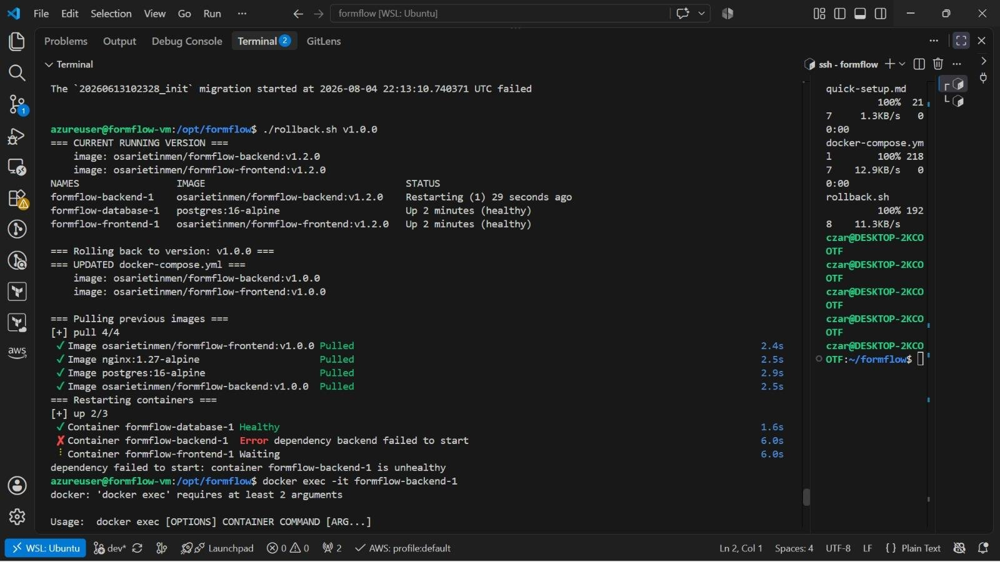 File Edit Selection View Go Run ···
formflow [WSL: Ubuntu]
Problems Output Debug Console Terminal 2 GitLens
Terminal
ssh - formflow
The `20260613102328_init` migration started at 2026-08-04 22:13:10.740371 UTC failed
azureuser@formflow-vm:/opt/formflow$ ./rollback.sh v1.0.0
=== CURRENT RUNNING VERSION ===
image: osarietinmen/formflow-backend:v1.2.0
image: osarietinmen/formflow-frontend:v1.2.0
NAMES IMAGE STATUS
formflow-backend-1 osarietinmen/formflow-backend:v1.2.0 Restarting (1) 29 seconds ago
formflow-database-1 postgres:16-alpine Up 2 minutes (healthy)
formflow-frontend-1 osarietinmen/formflow-frontend:v1.2.0 Up 2 minutes (healthy)
=== Rolling back to version: v1.0.0 ===
=== UPDATED docker-compose.yml ===
image: osarietinmen/formflow-backend:v1.0.0
image: osarietinmen/formflow-frontend:v1.0.0
=== Pulling previous images ===
[+] pull 4/4
✓ Image osarietinmen/formflow-frontend:v1.0.0 Pulled 2.4s
✓ Image nginx:1.27-alpine Pulled 2.5s
✓ Image postgres:16-alpine Pulled 2.9s
✓ Image osarietinmen/formflow-backend:v1.0.0 Pulled 2.5s
=== Restarting containers ===
[+] up 2/3
✓ Container formflow-database-1 Healthy 1.6s
✗ Container formflow-backend-1 Error dependency backend failed to start 6.0s
⋮ Container formflow-frontend-1 Waiting 6.0s
dependency failed to start: container formflow-backend-1 is unhealthy
azureuser@formflow-vm:/opt/formflow$ docker exec -it formflow-backend-1
docker: 'docker exec' requires at least 2 arguments
Usage: docker exec [OPTIONS] CONTAINER COMMAND [ARG...]
quick-setup.md
100% 21
7 1.3KB/s 0
0:00
docker-compose.ym
l 100% 218
7 12.9KB/s 0
0:00
rollback.sh
100% 192
8 11.3KB/s
czar@DESKTOP-2KCO
OTF
czar@DESKTOP-2KCO
OTF
czar@DESKTOP-2KCO
OTF
czar@DESKTOP-2KCO
OTF
czar@DESKTOP-2KCO
OTF:~/formflow$
1
aws
WSL: Ubuntu dev* Launchpad 0 0 2 AWS: profile:default Ln 2, Col 1 Spaces: 4 UTF-8 LF {} Plain Text